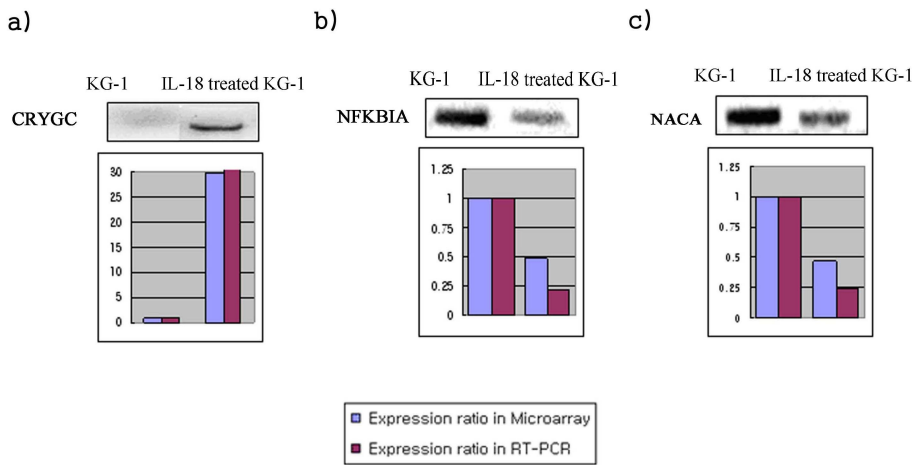 a)
KG-1 IL-18 treated KG-1
CRYGC
30
25
20
15
10
5
0
b)
KG-1 IL-18 treated KG-1
NFKBIA
1.25
1
0.75
0.5
0.25
0
c)
KG-1 IL-18 treated KG-1
NACA
1.25
1
0.75
0.5
0.25
0
Expression ratio in Microarray
Expression ratio in RT-PCR